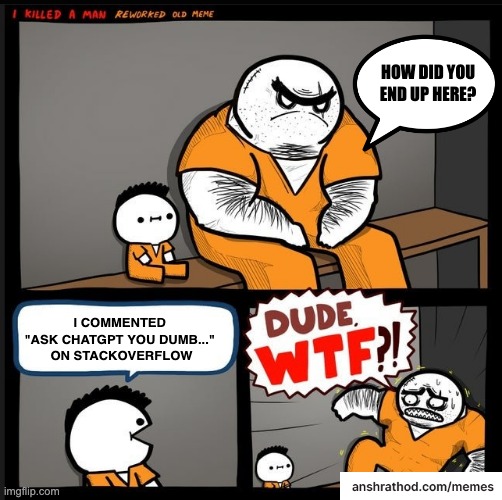 I KILLED A MAN REWORKED OLD MEME
HOW DID YOU
END UP HERE?
I COMMENTED
"ASK CHATGPT YOU DUMB..."
ON STACKOVERFLOW
DUDE,
WTF?!
imgflip.com
anshrathod.com/memes